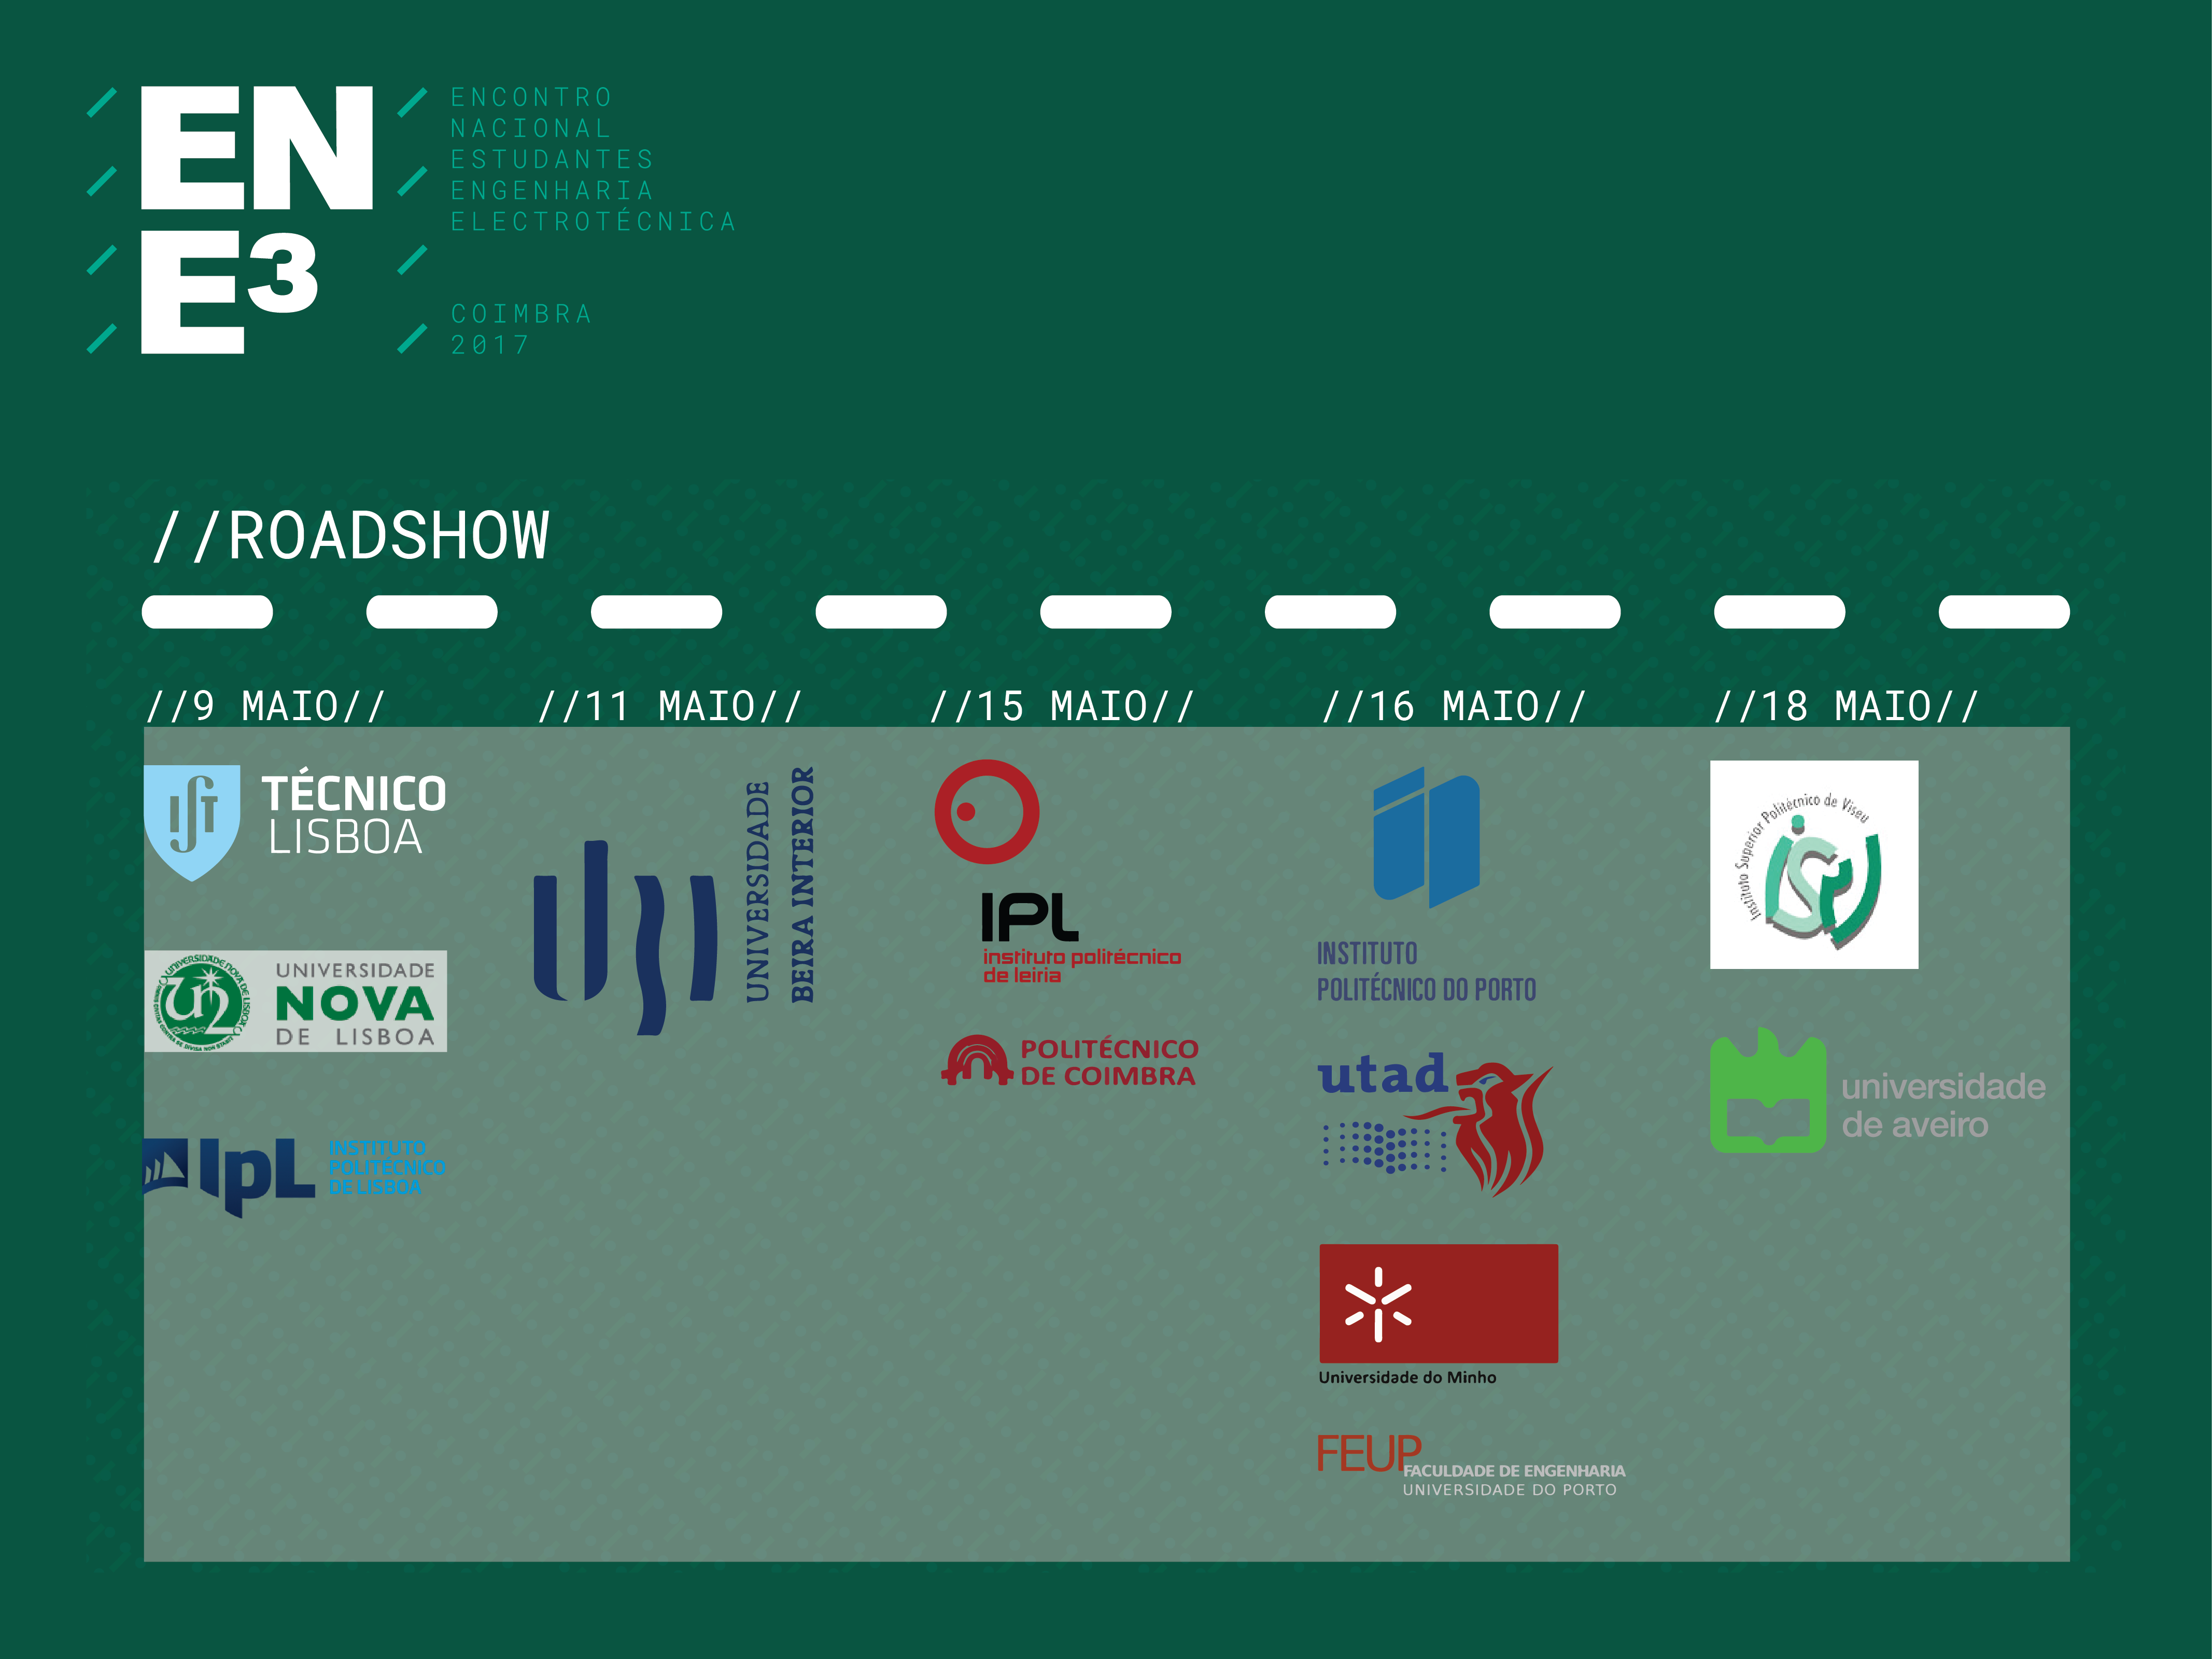 EN
E³
ENCONTRO
NACIONAL
ESTUDANTES
ENGENHARIA
ELECTROTÉCNICA
COIMBRA
2017
//ROADSHOW
//9 MAIO//
TÉCNICO
LISBOA
UNIVERSIDADE
NOVA
DE LISBOA
IpL
INSTITUTO
POLITÉCNICO
DE LISBOA
//11 MAIO//
ubi
UNIVERSIDADE
BEIRA INTERIOR
//15 MAIO//
IPL
instituto politécnico
de leiria
POLITÉCNICO
DE COIMBRA
//16 MAIO//
INSTITUTO
POLITÉCNICO DO PORTO
utad
Universidade do Minho
FEUP
FACULDADE DE ENGENHARIA
UNIVERSIDADE DO PORTO
//18 MAIO//
Instituto Superior Politécnico de Viseu
universidade
de aveiro